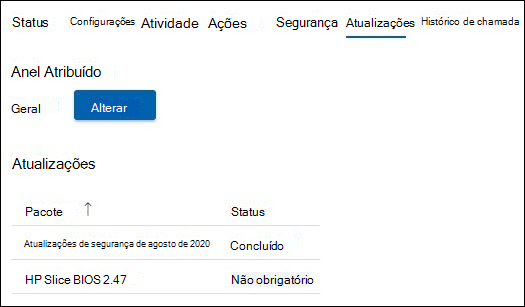 Status Configurações Atividade Ações Segurança Atualizações Histórico de chamada
Anel Atribuído
Geral Alterar
Atualizações
Pacote ↑ Status
Atualizações de segurança de agosto de 2020 Concluído
HP Slice BIOS 2.47 Não obrigatório